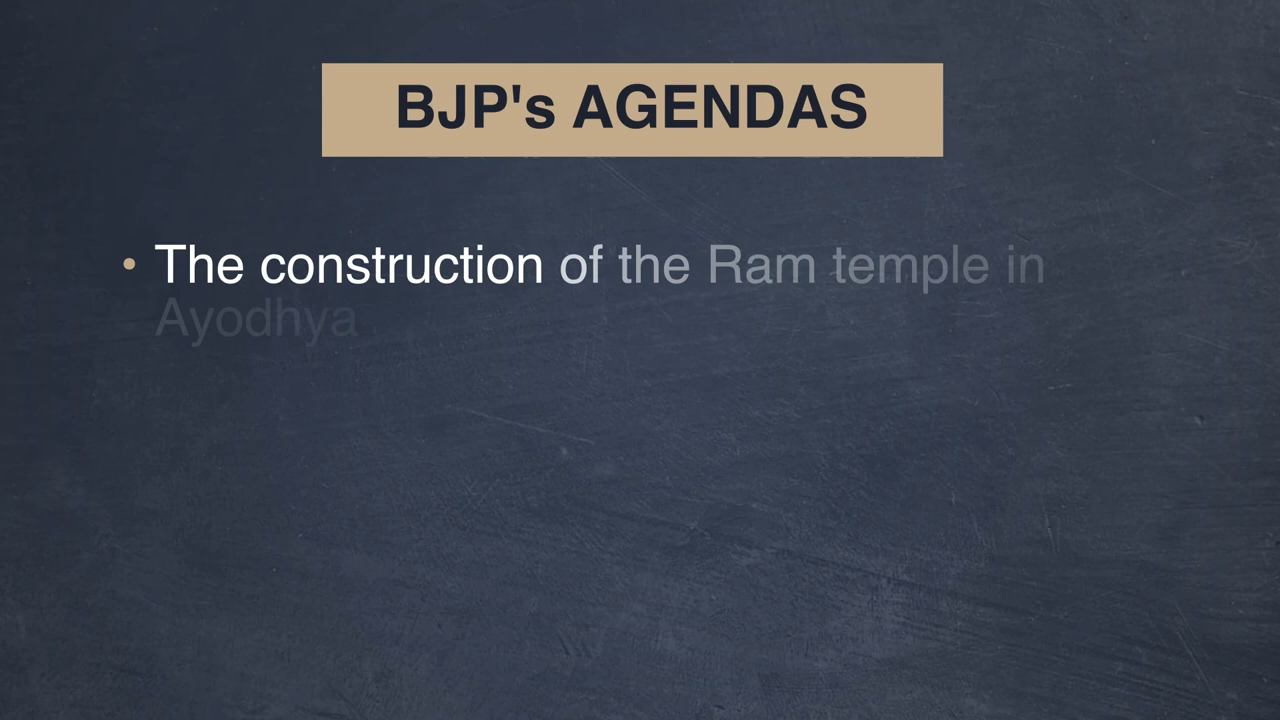 BJP's AGENDAS
• The construction of the Ram temple in
Ayodhya